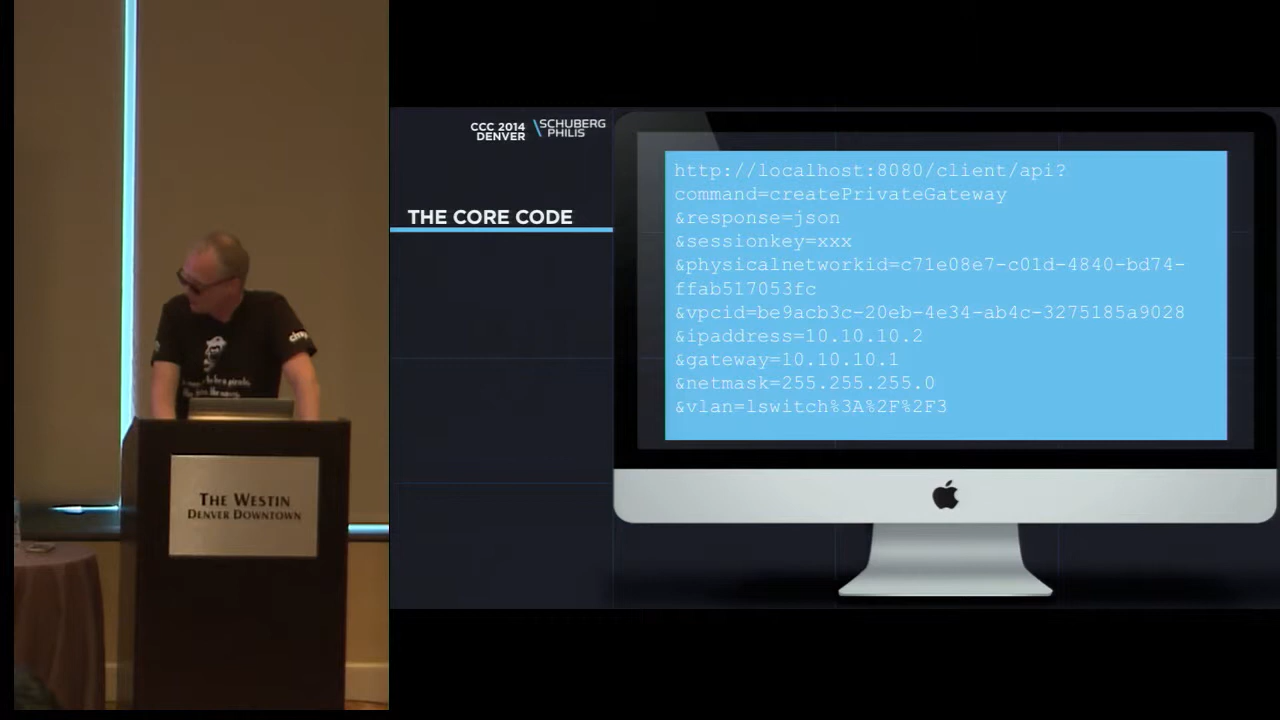 CCC 2014
DENVER
SCHUBERG
PHILIS
THE CORE CODE
http://localhost:8080/client/api?
command=createPrivateGateway
&response=json
&sessionkey=xxx
&physicalnetworkid=c71e08e7-c01d-4840-bd74-
ffab517053fc
&vpcid=be9acb3c-20eb-4e34-ab4c-3275185a9028
&ipaddress=10.10.10.2
&gateway=10.10.10.1
&netmask=255.255.255.0
&vlan=lswitch%3A%2F%2F3
THE WESTIN
DENVER DOWNTOWN